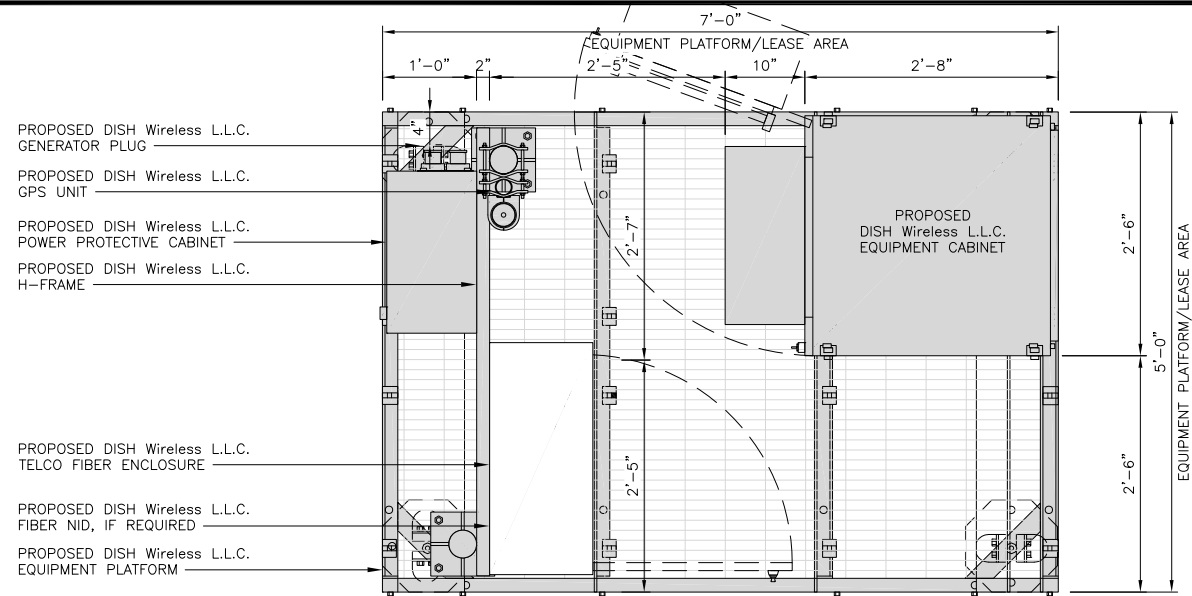 7'-0"
EQUIPMENT PLATFORM/LEASE AREA
1'-0"
2"
2'-5"
10"
2'-8"
4"
PROPOSED DISH Wireless L.L.C.
GENERATOR PLUG
PROPOSED DISH Wireless L.L.C.
GPS UNIT
PROPOSED DISH Wireless L.L.C.
POWER PROTECTIVE CABINET
PROPOSED DISH Wireless L.L.C.
H-FRAME
PROPOSED DISH Wireless L.L.C.
TELCO FIBER ENCLOSURE
PROPOSED DISH Wireless L.L.C.
FIBER NID, IF REQUIRED
PROPOSED DISH Wireless L.L.C.
EQUIPMENT PLATFORM
2'-7"
2'-5"
PROPOSED
DISH Wireless L.L.C.
EQUIPMENT CABINET
2'-6"
2'-6"
5'-0"
EQUIPMENT PLATFORM/LEASE AREA